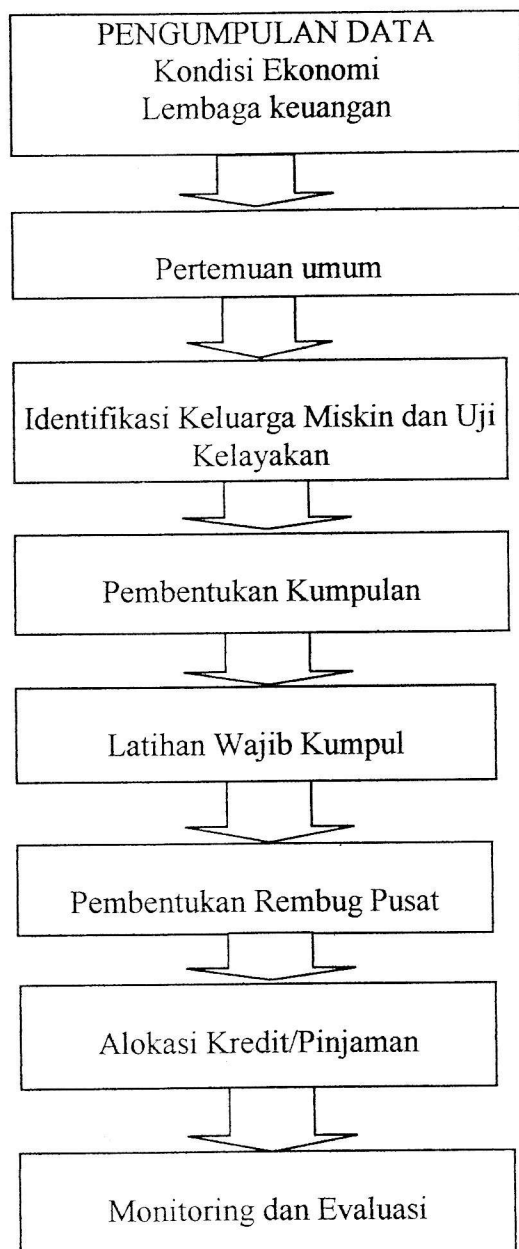 PENGUMPULAN DATA
Kondisi Ekonomi
Lembaga keuangan
Pertemuan umum
Identifikasi Keluarga Miskin dan Uji
Kelayakan
Pembentukan Kumpulan
Latihan Wajib Kumpul
Pembentukan Rembug Pusat
Alokasi Kredit/Pinjaman
Monitoring dan Evaluasi